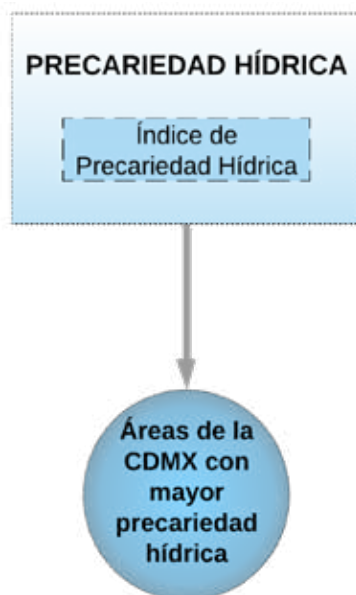 PRECARIEDAD HÍDRICA
Índice de
Precariedad Hídrica
Áreas de la
CDMX con
mayor
precariedad
hídrica